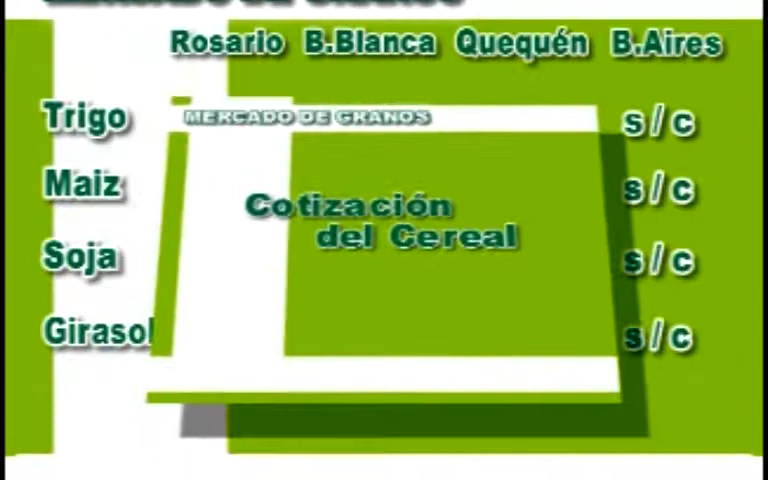 Rosario B.Blanca Quequén B.Aires
Trigo s/c
MERCADO DE GRANOS
Maiz s/c
Cotización
del Cereal
Soja s/c
Girasol s/c